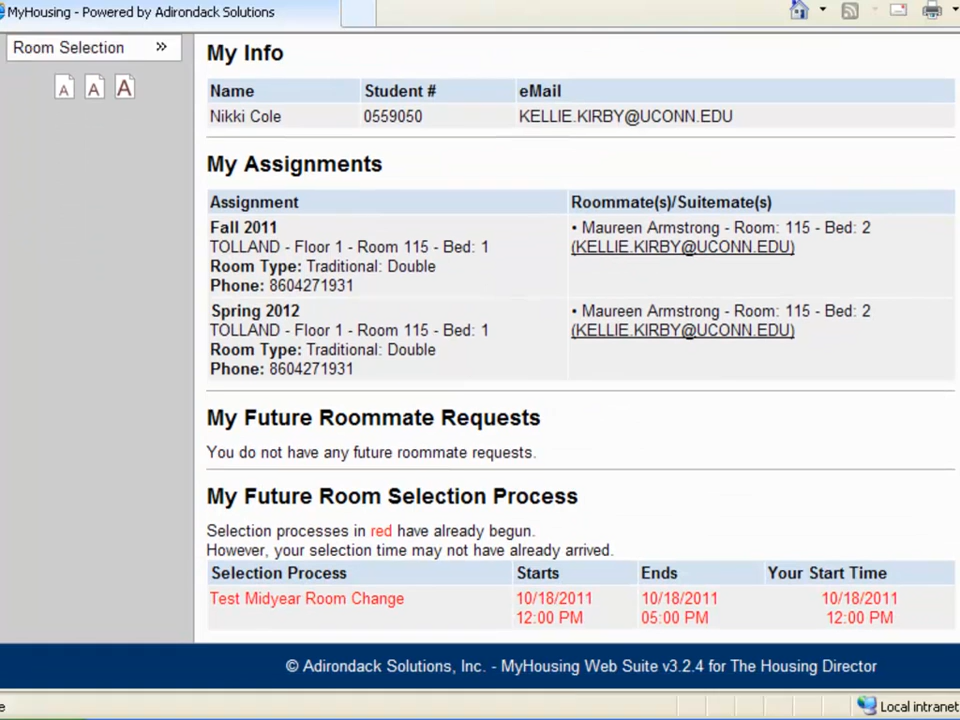 MyHousing - Powered by Adirondack Solutions
Room Selection »
A A A
My Info
Name Student # eMail
Nikki Cole 0559050 KELLIE.KIRBY@UCONN.EDU
My Assignments
Assignment Roommate(s)/Suitemate(s)
Fall 2011 • Maureen Armstrong - Room: 115 - Bed: 2
TOLLAND - Floor 1 - Room 115 - Bed: 1 (KELLIE.KIRBY@UCONN.EDU)
Room Type: Traditional: Double
Phone: 8604271931
Spring 2012 • Maureen Armstrong - Room: 115 - Bed: 2
TOLLAND - Floor 1 - Room 115 - Bed: 1 (KELLIE.KIRBY@UCONN.EDU)
Room Type: Traditional: Double
Phone: 8604271931
My Future Roommate Requests
You do not have any future roommate requests.
My Future Room Selection Process
Selection processes in red have already begun.
However, your selection time may not have already arrived.
Selection Process Starts Ends Your Start Time
Test Midyear Room Change 10/18/2011 10/18/2011 10/18/2011
12:00 PM 05:00 PM 12:00 PM
© Adirondack Solutions, Inc. - MyHousing Web Suite v3.2.4 for The Housing Director
Local intranet